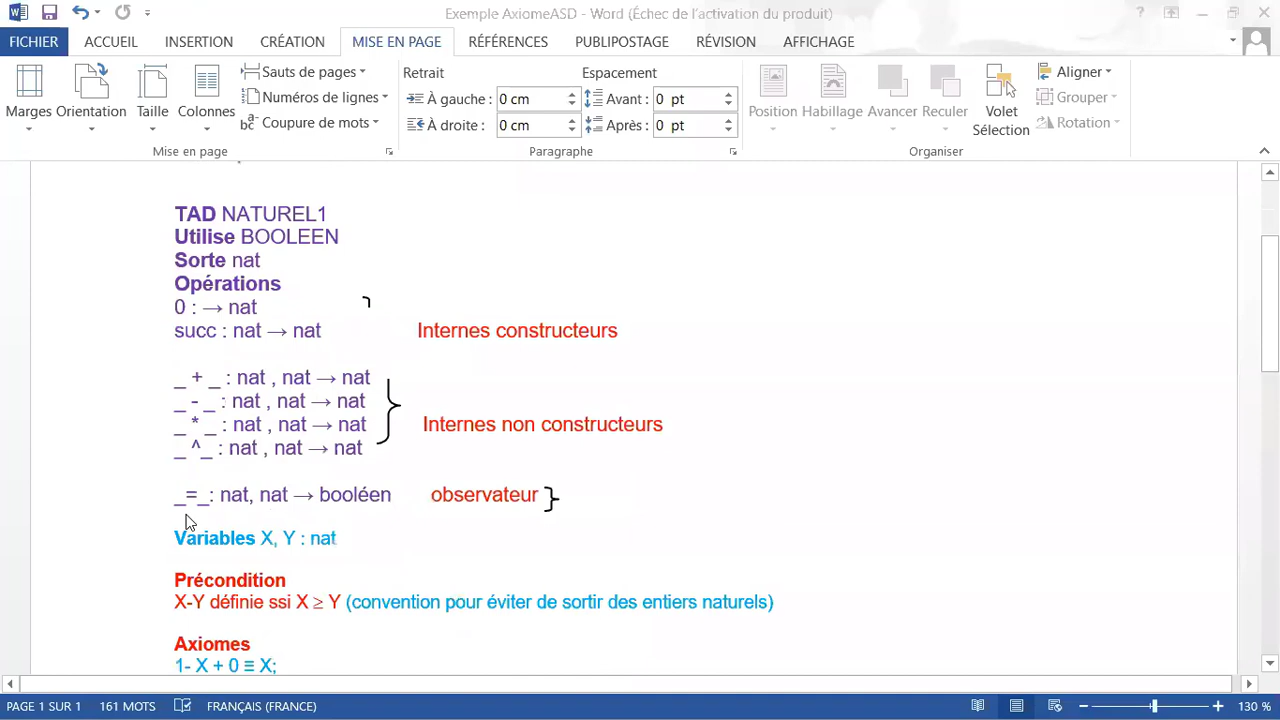 Exemple AxiomeASD - Word (Échec de l'activation du produit)
FICHIER ACCUEIL INSERTION CRÉATION MISE EN PAGE RÉFÉRENCES PUBLIPOSTAGE RÉVISION AFFICHAGE
Marges Orientation Taille Colonnes
Sauts de pages
Numéros de lignes
Coupure de mots
Mise en page
Retrait Espacement
À gauche : 0 cm Avant : 0 pt
À droite : 0 cm Après : 0 pt
Paragraphe
Position Habillage Avancer Reculer Volet Sélection
Aligner
Grouper
Rotation
Organiser
TAD NATUREL1
Utilise BOOLEEN
Sorte nat
Opérations
0 : → nat
succ : nat → nat Internes constructeurs
_ + _ : nat , nat → nat
_ - _ : nat , nat → nat
_ * _ : nat , nat → nat Internes non constructeurs
_ ^_ : nat , nat → nat
_=_: nat, nat → booléen observateur
Variables X, Y : nat
Précondition
X-Y définie ssi X ≥ Y (convention pour éviter de sortir des entiers naturels)
Axiomes
1- X + 0 ≡ X;
PAGE 1 SUR 1 161 MOTS FRANÇAIS (FRANCE) 130 %